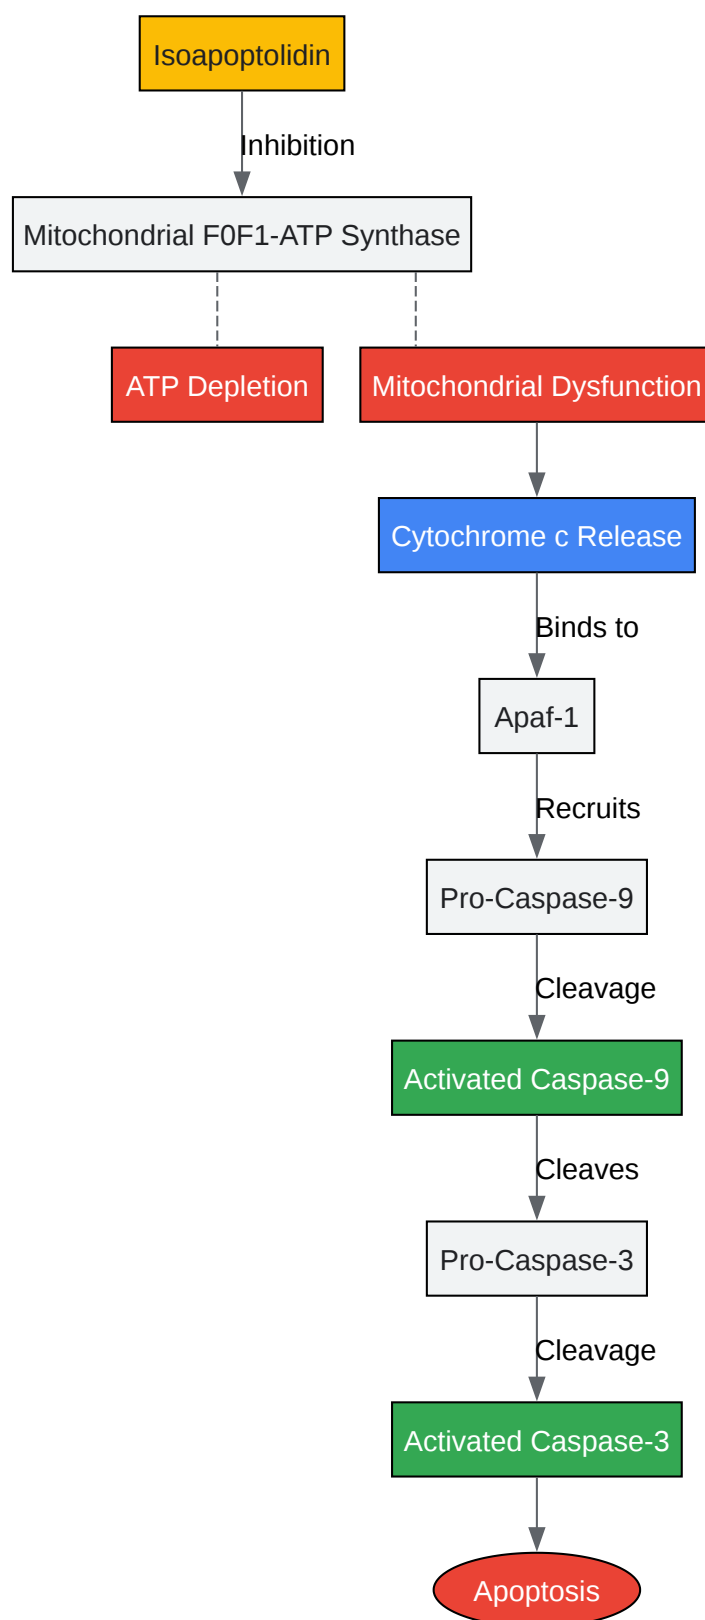 Isoapoptolidin
Inhibition
Mitochondrial F0F1-ATP Synthase
ATP Depletion
Mitochondrial Dysfunction
Cytochrome c Release
Binds to
Apaf-1
Recruits
Pro-Caspase-9
Cleavage
Activated Caspase-9
Cleaves
Pro-Caspase-3
Cleavage
Activated Caspase-3
Apoptosis